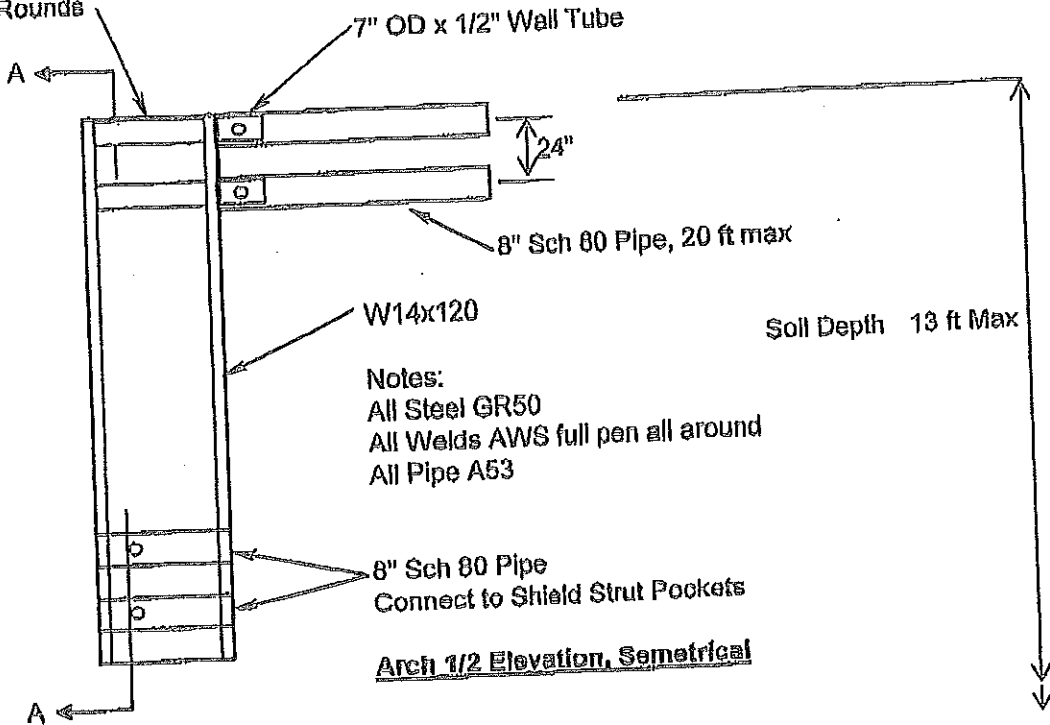 Rounds
7" OD x 1/2" Wall Tube
A
24"
8" Sch 80 Pipe, 20 ft max
W14x120
Soil Depth 13 ft Max
Notes:
All Steel GR50
All Welds AWS full pen all around
All Pipe A53
8" Sch 80 Pipe
Connect to Shield Strut Pockets
Arch 1/2 Elevation, Semetrical
A